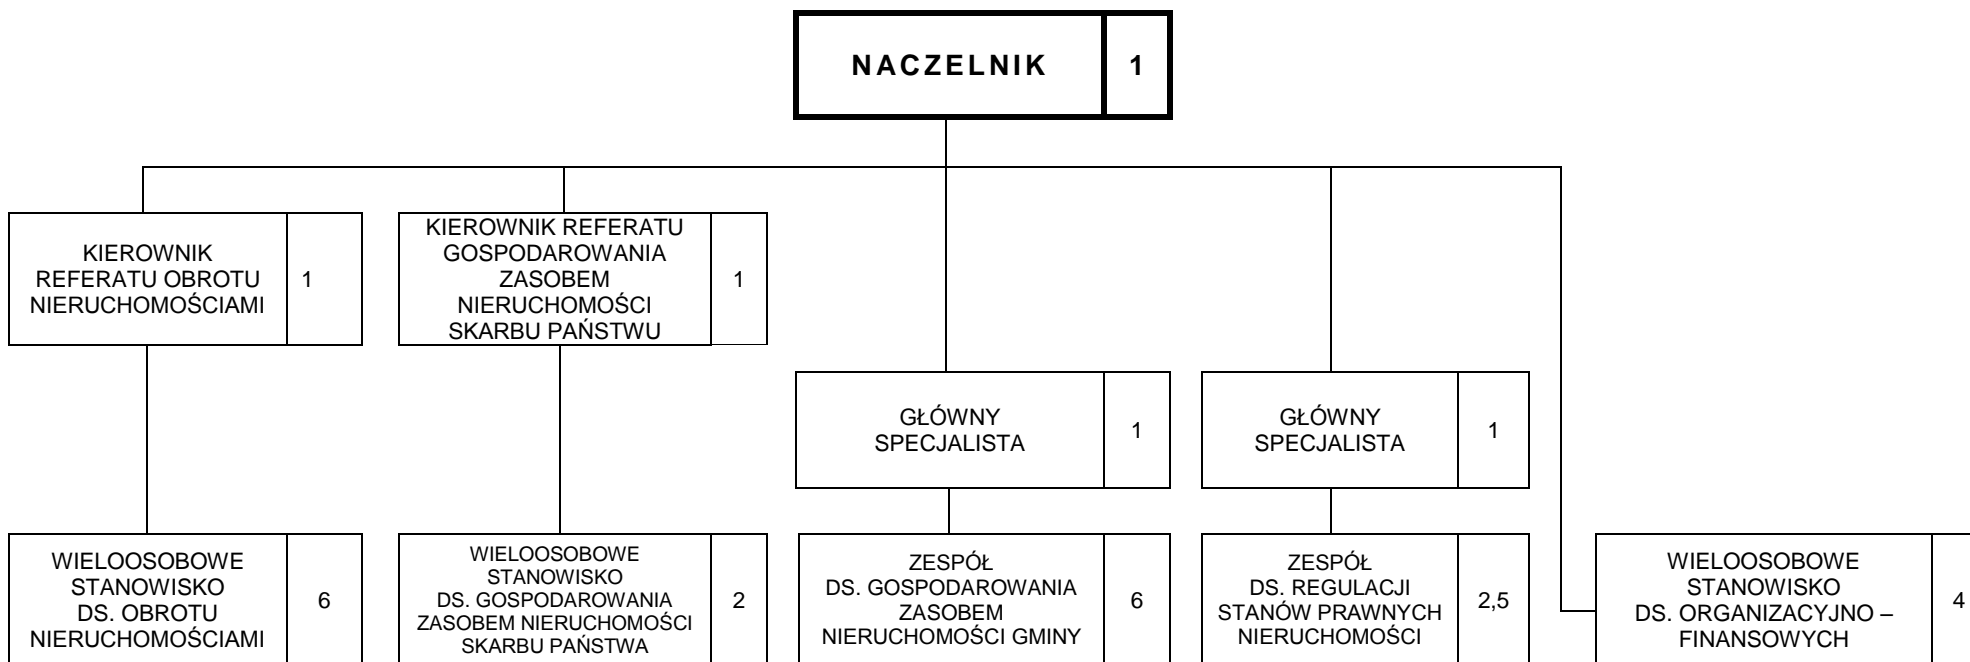 NACZELNIK
1
KIEROWNIK
REFERATU OBROTU
NIERUCHOMOŚCIAMI
1
KIEROWNIK REFERATU
GOSPODAROWANIA
ZASOBEM
NIERUCHOMOŚCI
SKARBU PAŃSTWU
1
GŁÓWNY
SPECJALISTA
1
GŁÓWNY
SPECJALISTA
1
WIELOOSOBOWE
STANOWISKO
DS. OBROTU
NIERUCHOMOŚCIAMI
6
WIELOOSOBOWE
STANOWISKO
DS. GOSPODAROWANIA
ZASOBEM NIERUCHOMOŚCI
SKARBU PAŃSTWA
2
ZESPÓŁ
DS. GOSPODAROWANIA
ZASOBEM
NIERUCHOMOŚCI GMINY
6
ZESPÓŁ
DS. REGULACJI
STANÓW PRAWNYCH
NIERUCHOMOŚCI
2,5
WIELOOSOBOWE
STANOWISKO
DS. ORGANIZACYJNO –
FINANSOWYCH
4